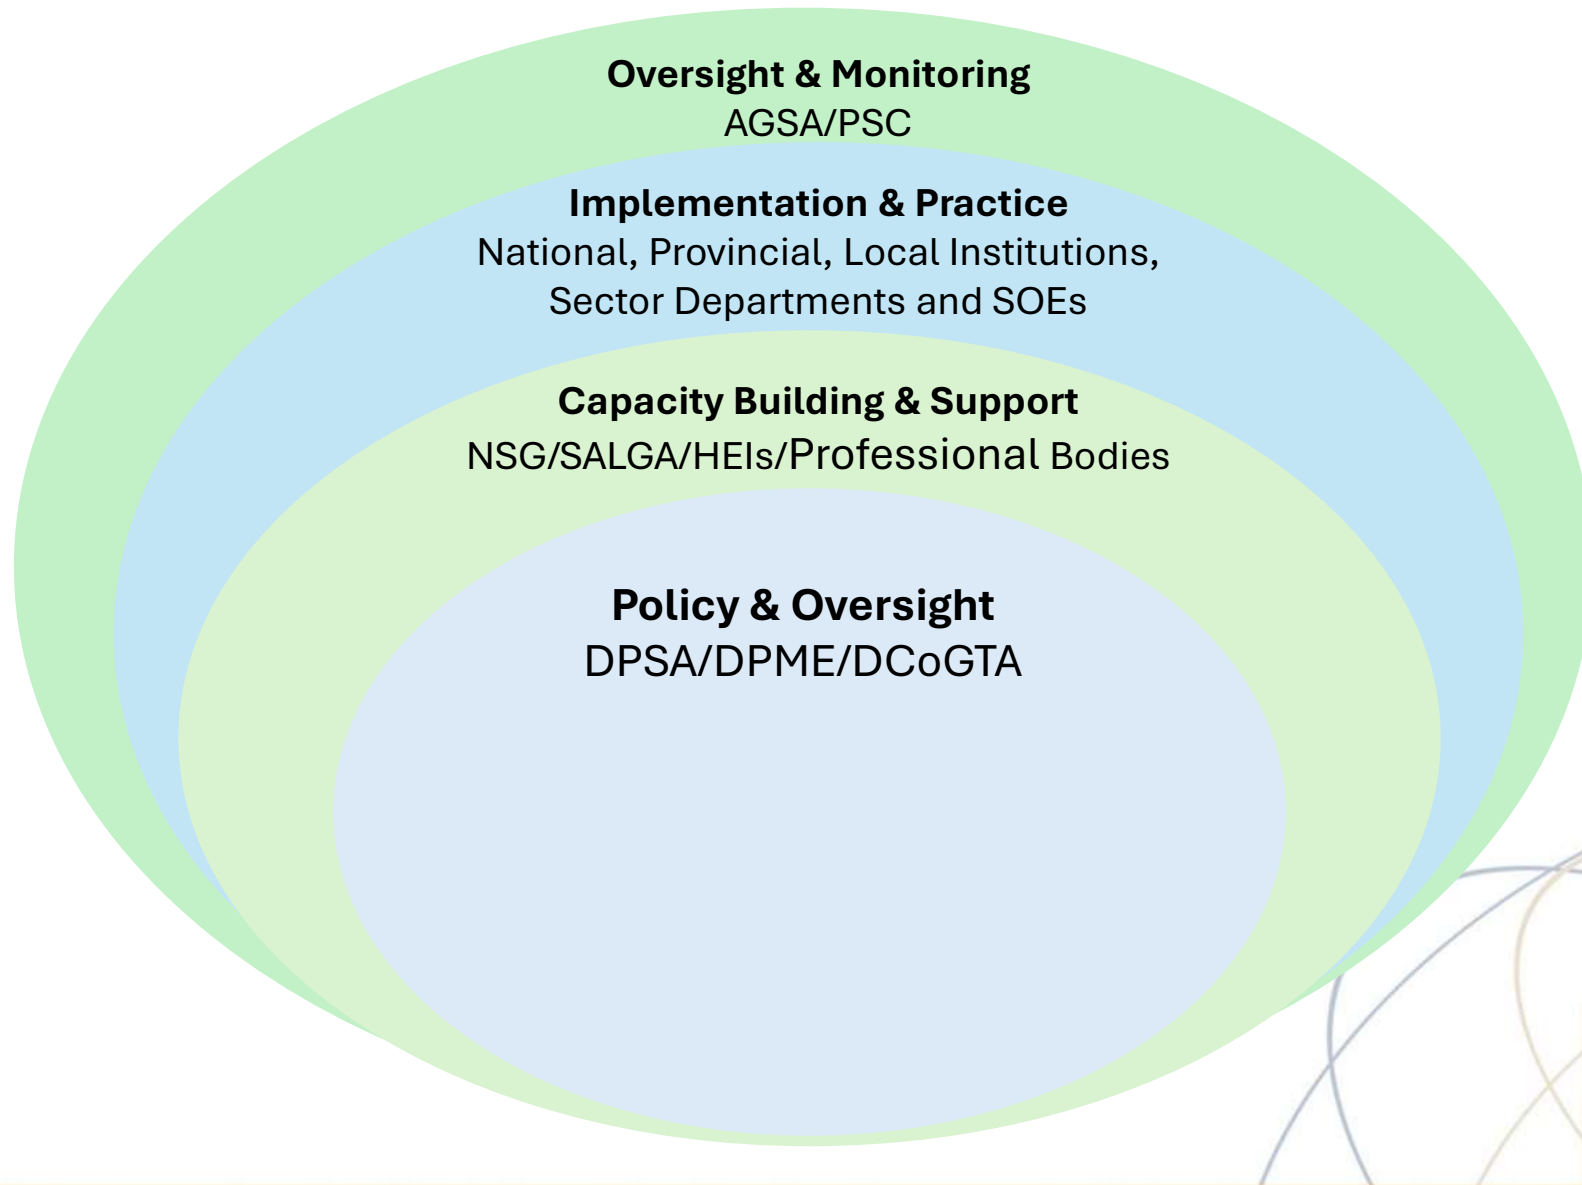 Oversight & Monitoring
AGSA/PSC
Implementation & Practice
National, Provincial, Local Institutions,
Sector Departments and SOEs
Capacity Building & Support
NSG/SALGA/HEIs/Professional Bodies
Policy & Oversight
DPSA/DPME/DCoGTA